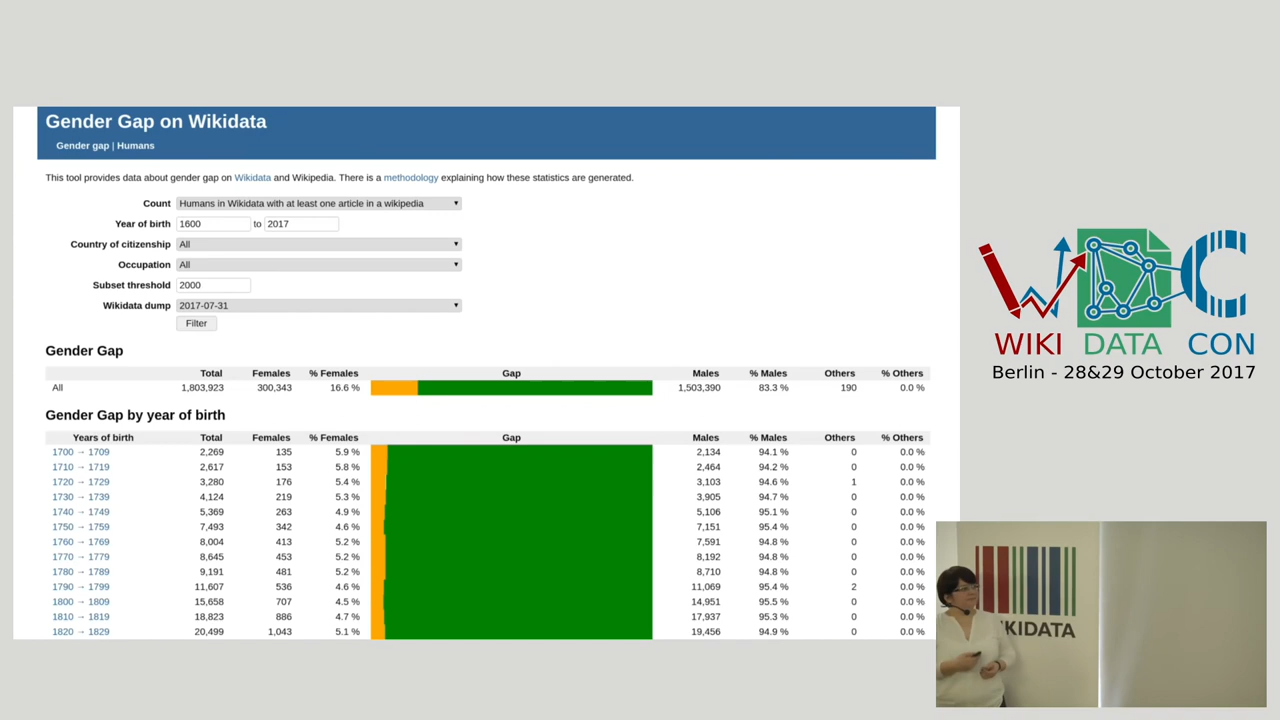 Gender Gap on Wikidata
Gender gap | Humans
This tool provides data about gender gap on Wikidata and Wikipedia. There is a methodology explaining how these statistics are generated.
Count Humans in Wikidata with at least one article in a wikipedia
Year of birth 1600 to 2017
Country of citizenship All
Occupation All
Subset threshold 2000
Wikidata dump 2017-07-31
Filter
Gender Gap
Total Females % Females Gap Males % Males Others % Others
All 1,803,923 300,343 16.6 % 1,503,390 83.3 % 190 0.0 %
Gender Gap by year of birth
Years of birth Total Females % Females Gap Males % Males Others % Others
1700 → 1709 2,269 135 5.9 % 2,134 94.1 % 0 0.0 %
1710 → 1719 2,617 153 5.8 % 2,464 94.2 % 0 0.0 %
1720 → 1729 3,280 176 5.4 % 3,103 94.6 % 1 0.0 %
1730 → 1739 4,124 219 5.3 % 3,905 94.7 % 0 0.0 %
1740 → 1749 5,369 263 4.9 % 5,106 95.1 % 0 0.0 %
1750 → 1759 7,493 342 4.6 % 7,151 95.4 % 0 0.0 %
1760 → 1769 8,004 413 5.2 % 7,591 94.8 % 0 0.0 %
1770 → 1779 8,645 453 5.2 % 8,192 94.8 % 0 0.0 %
1780 → 1789 9,191 481 5.2 % 8,710 94.8 % 0 0.0 %
1790 → 1799 11,607 536 4.6 % 11,069 95.4 % 2 0.0 %
1800 → 1809 15,658 707 4.5 % 14,951 95.5 % 0 0.0 %
1810 → 1819 18,823 886 4.7 % 17,937 95.3 % 0 0.0 %
1820 → 1829 20,499 1,043 5.1 % 19,456 94.9 % 0 0.0 %
WDC
WIKI DATA CON
Berlin - 28&29 October 2017
KIDATA